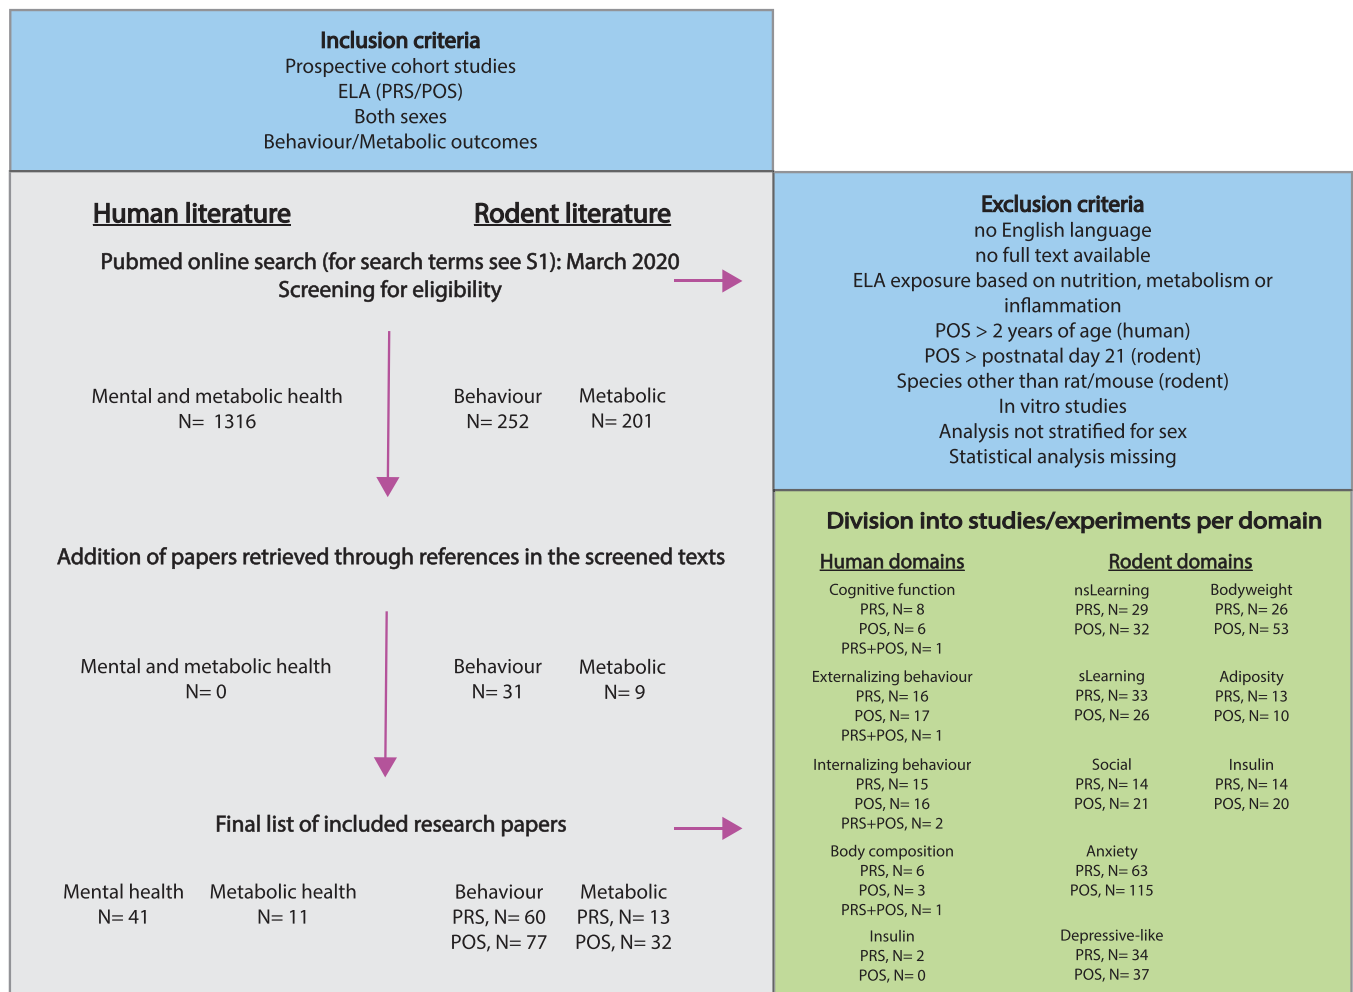 Inclusion criteria
Prospective cohort studies
ELA (PRS/POS)
Both sexes
Behaviour/Metabolic outcomes
Human literature
Rodent literature
Pubmed online search (for search terms see S1): March 2020
Screening for eligibility
Mental and metabolic health
N= 1316
Behaviour
N= 252
Metabolic
N= 201
Addition of papers retrieved through references in the screened texts
Mental and metabolic health
N= 0
Behaviour
N= 31
Metabolic
N= 9
Final list of included research papers
Mental health
N= 41
Metabolic health
N= 11
Behaviour
PRS, N= 60
POS, N= 77
Metabolic
PRS, N= 13
POS, N= 32
Exclusion criteria
no English language
no full text available
ELA exposure based on nutrition, metabolism or
inflammation
POS > 2 years of age (human)
POS > postnatal day 21 (rodent)
Species other than rat/mouse (rodent)
In vitro studies
Analysis not stratified for sex
Statistical analysis missing
Division into studies/experiments per domain
Human domains
Cognitive function
PRS, N= 8
POS, N= 6
PRS+POS, N= 1
Externalizing behaviour
PRS, N= 16
POS, N= 17
PRS+POS, N= 1
Internalizing behaviour
PRS, N= 15
POS, N= 16
PRS+POS, N= 2
Body composition
PRS, N= 6
POS, N= 3
PRS+POS, N= 1
Insulin
PRS, N= 2
POS, N= 0
Rodent domains
nsLearning
PRS, N= 29
POS, N= 32
sLearning
PRS, N= 33
POS, N= 26
Social
PRS, N= 14
POS, N= 21
Anxiety
PRS, N= 63
POS, N= 115
Depressive-like
PRS, N= 34
POS, N= 37
Bodyweight
PRS, N= 26
POS, N= 53
Adiposity
PRS, N= 13
POS, N= 10
Insulin
PRS, N= 14
POS, N= 20